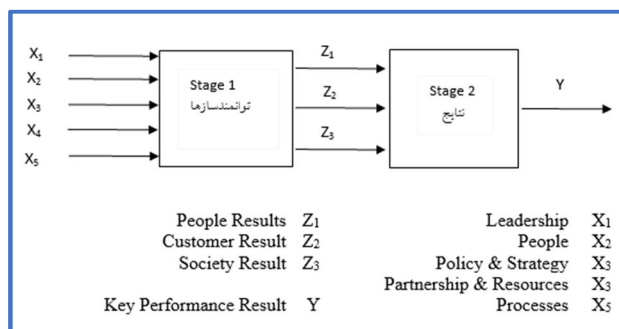 X1
X2
X3
X4
X5
Stage 1
توانمندسازها
Z1
Z2
Z3
Stage 2
نتایج
Y
People Results Z1
Customer Result Z2
Society Result Z3
Key Performance Result Y
Leadership X1
People X2
Policy & Strategy X3
Partnership & Resources X3
Processes X5